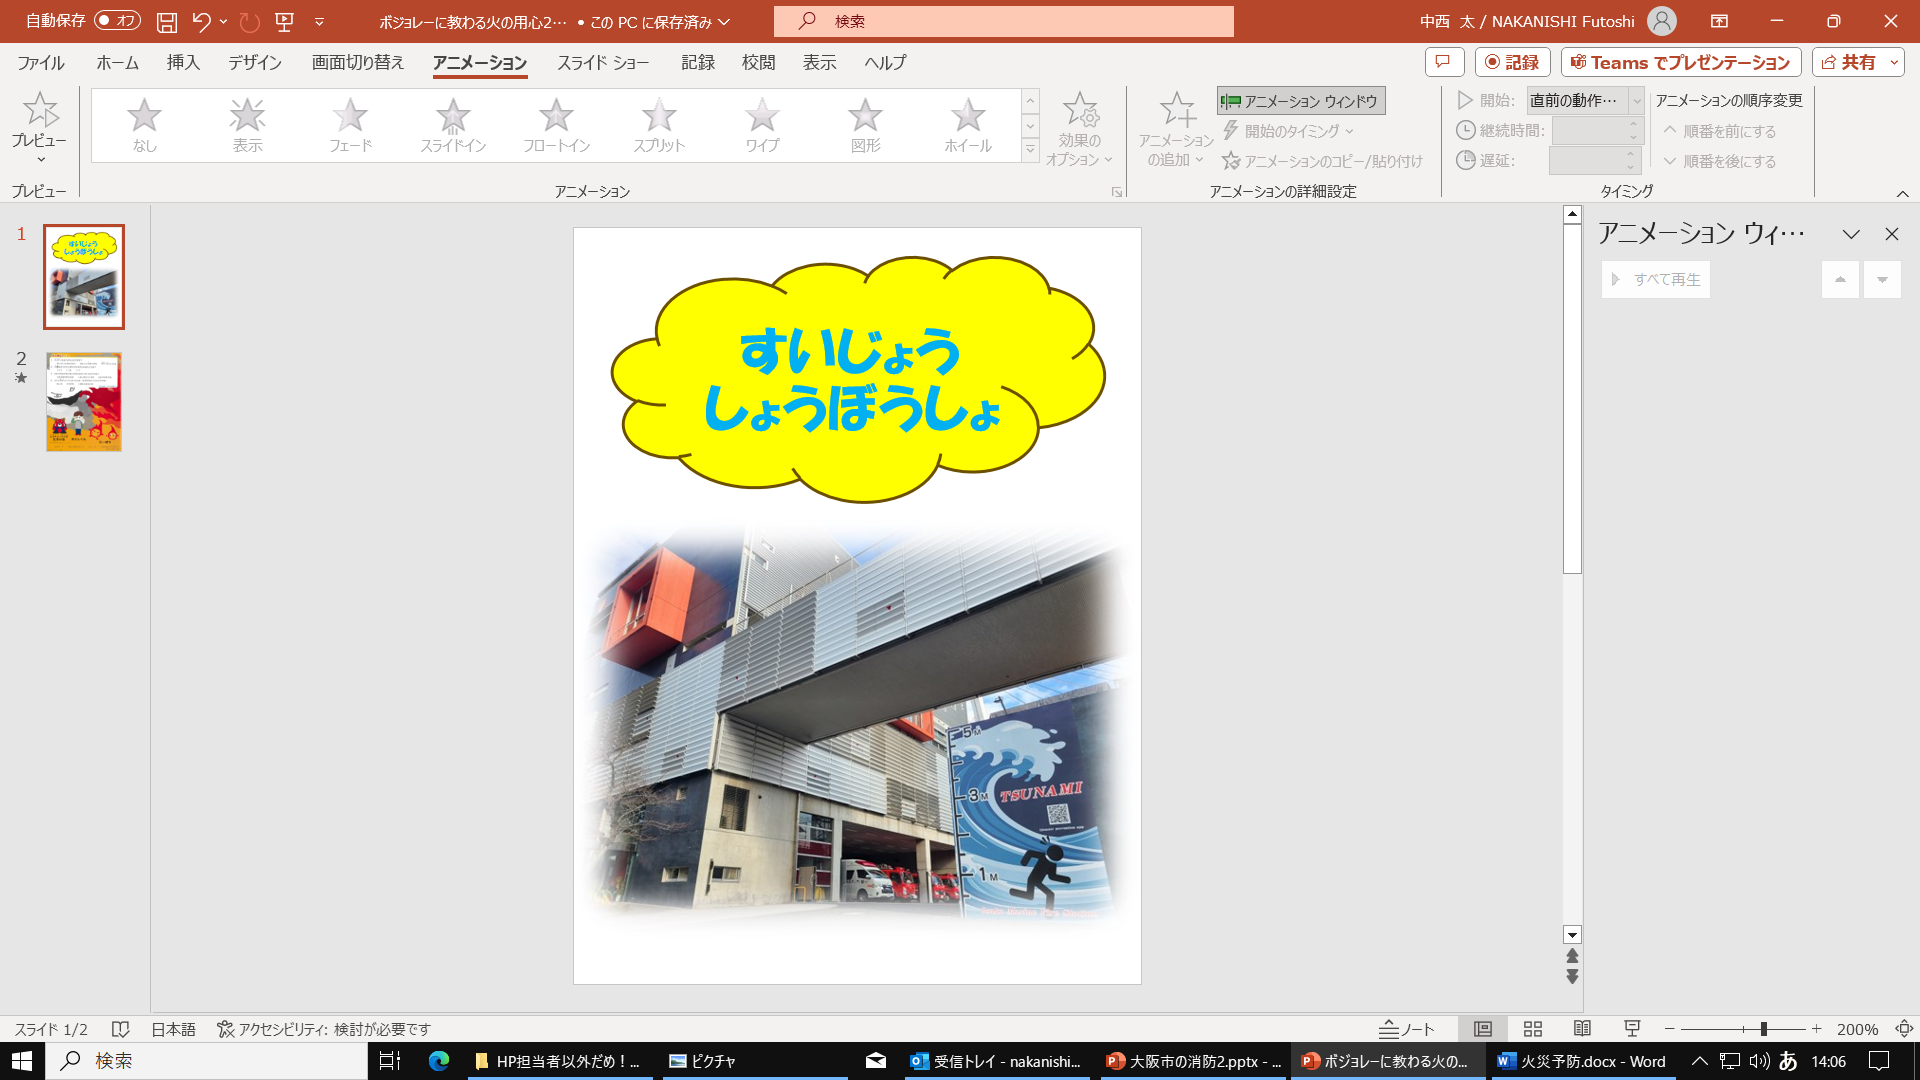 自動保存 オフ
ボジョレーに教わる火の用心2… • この PC に保存済み
検索
中西 太 / NAKANISHI Futoshi
ファイル ホーム 挿入 デザイン 画面切り替え アニメーション スライド ショー 記録 校閲 表示 ヘルプ
記録 Teams でプレゼンテーション 共有
プレビュー
なし 表示 フェード スライドイン フロートイン スプリット ワイプ 図形 ホイール
効果の
オプション
アニメーション
の追加
アニメーション ウィンドウ
開始のタイミング
アニメーションのコピー/貼り付け
開始: 直前の動作…
継続時間:
遅延:
アニメーションの順序変更
順番を前にする
順番を後にする
プレビュー アニメーション アニメーションの詳細設定 タイミング
1
すいじょう
しょうぼうしょ
2
すいじょう
しょうぼうしょ
5M
3M
TSUNAMI
1M
アニメーション ウィ…
すべて再生
スライド 1/2 日本語 アクセシビリティ: 検討が必要です
ノート 200%
検索
HP担当者以外だめ！...
ピクチャ
受信トレイ - nakanishi...
大阪市の消防2.pptx - ...
ボジョレーに教わる火の...
火災予防.docx - Word
あ 14:06